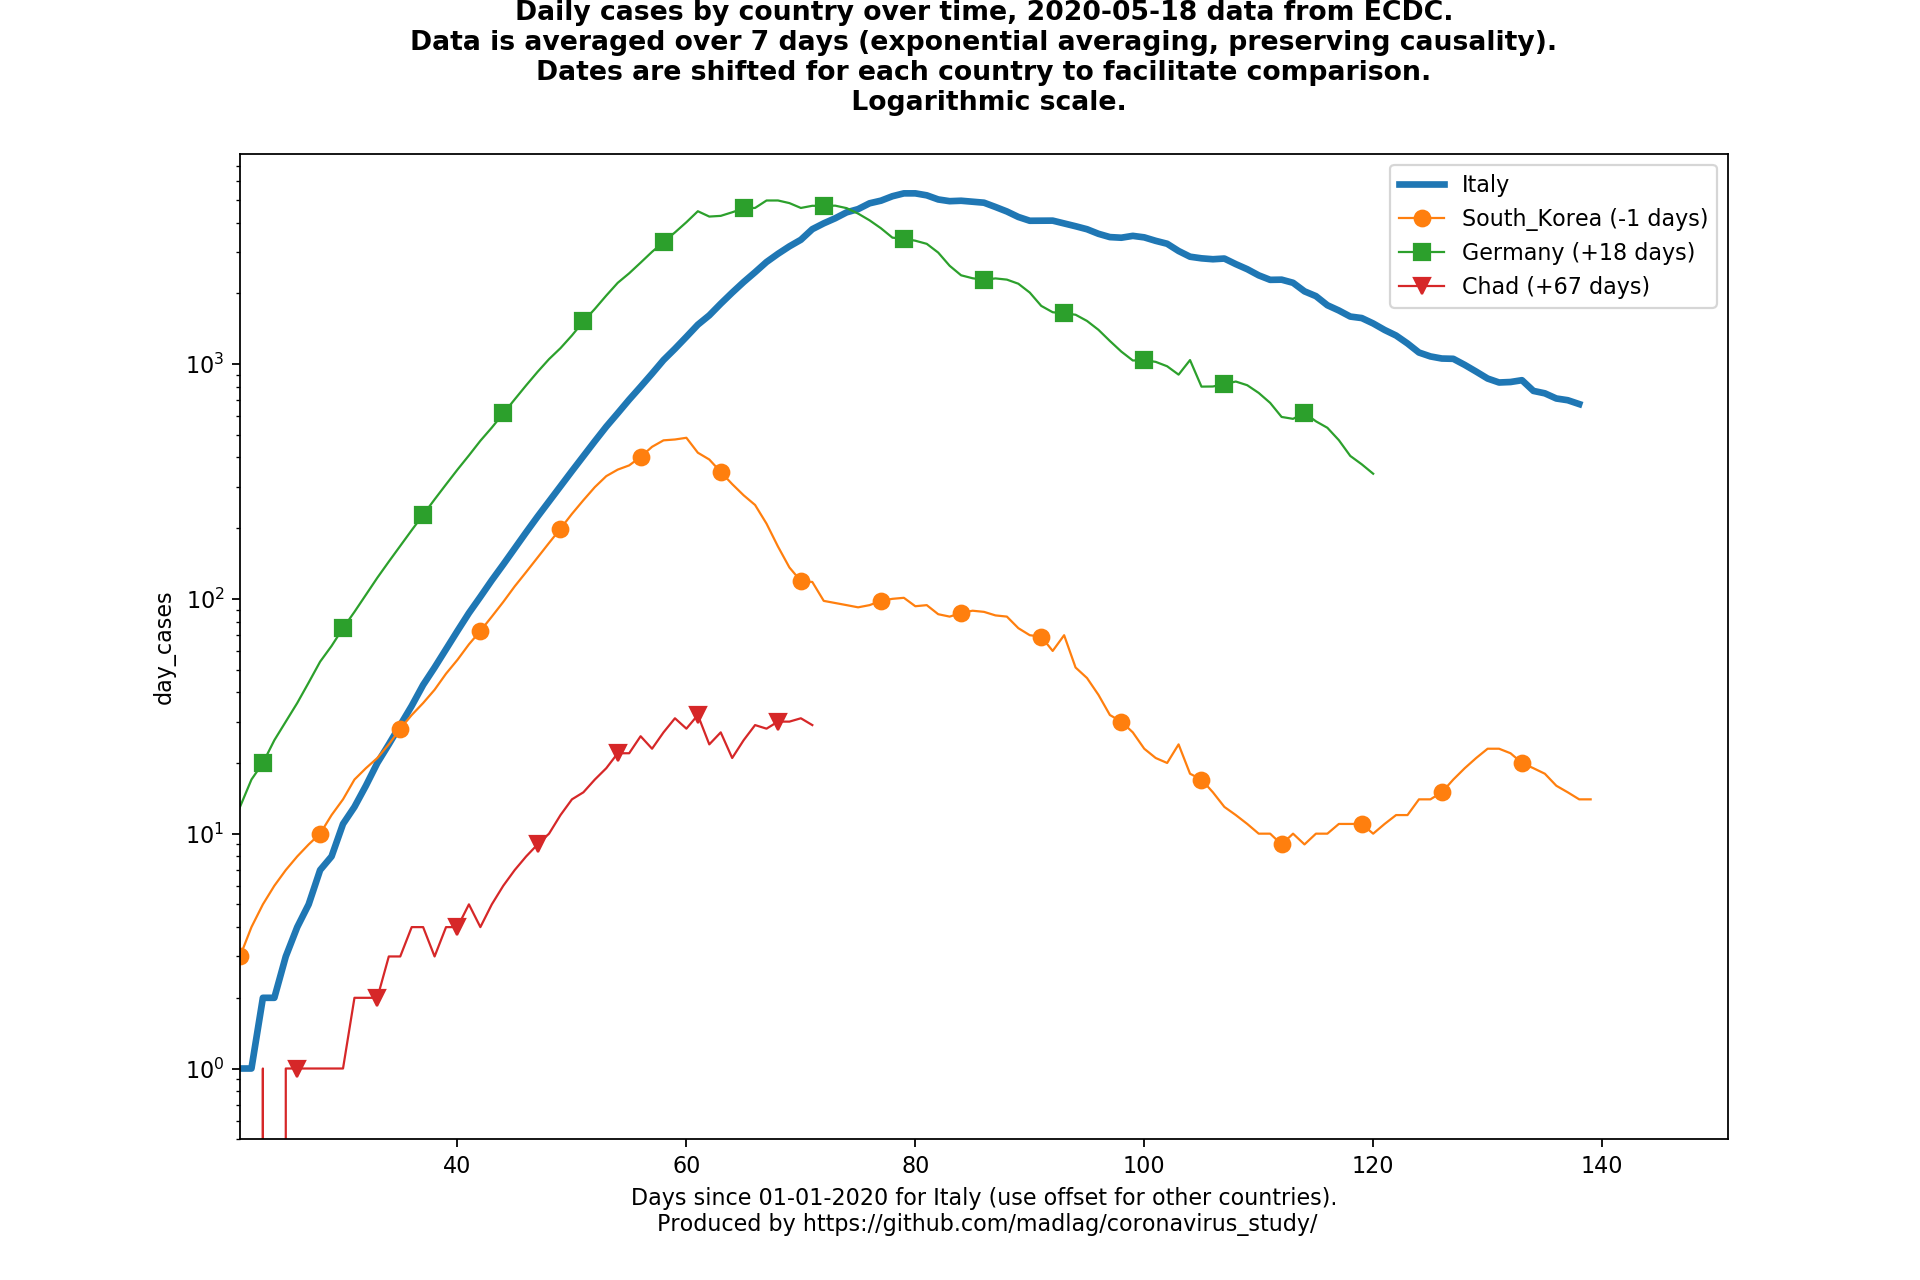 Daily cases by country over time, 2020-05-18 data from ECDC.
Data is averaged over 7 days (exponential averaging, preserving causality).
Dates are shifted for each country to facilitate comparison.
Logarithmic scale.
Italy
South_Korea (-1 days)
Germany (+18 days)
Chad (+67 days)
10³
10²
10¹
10⁰
day_cases
40 60 80 100 120 140
Days since 01-01-2020 for Italy (use offset for other countries).
Produced by https://github.com/madlag/coronavirus_study/